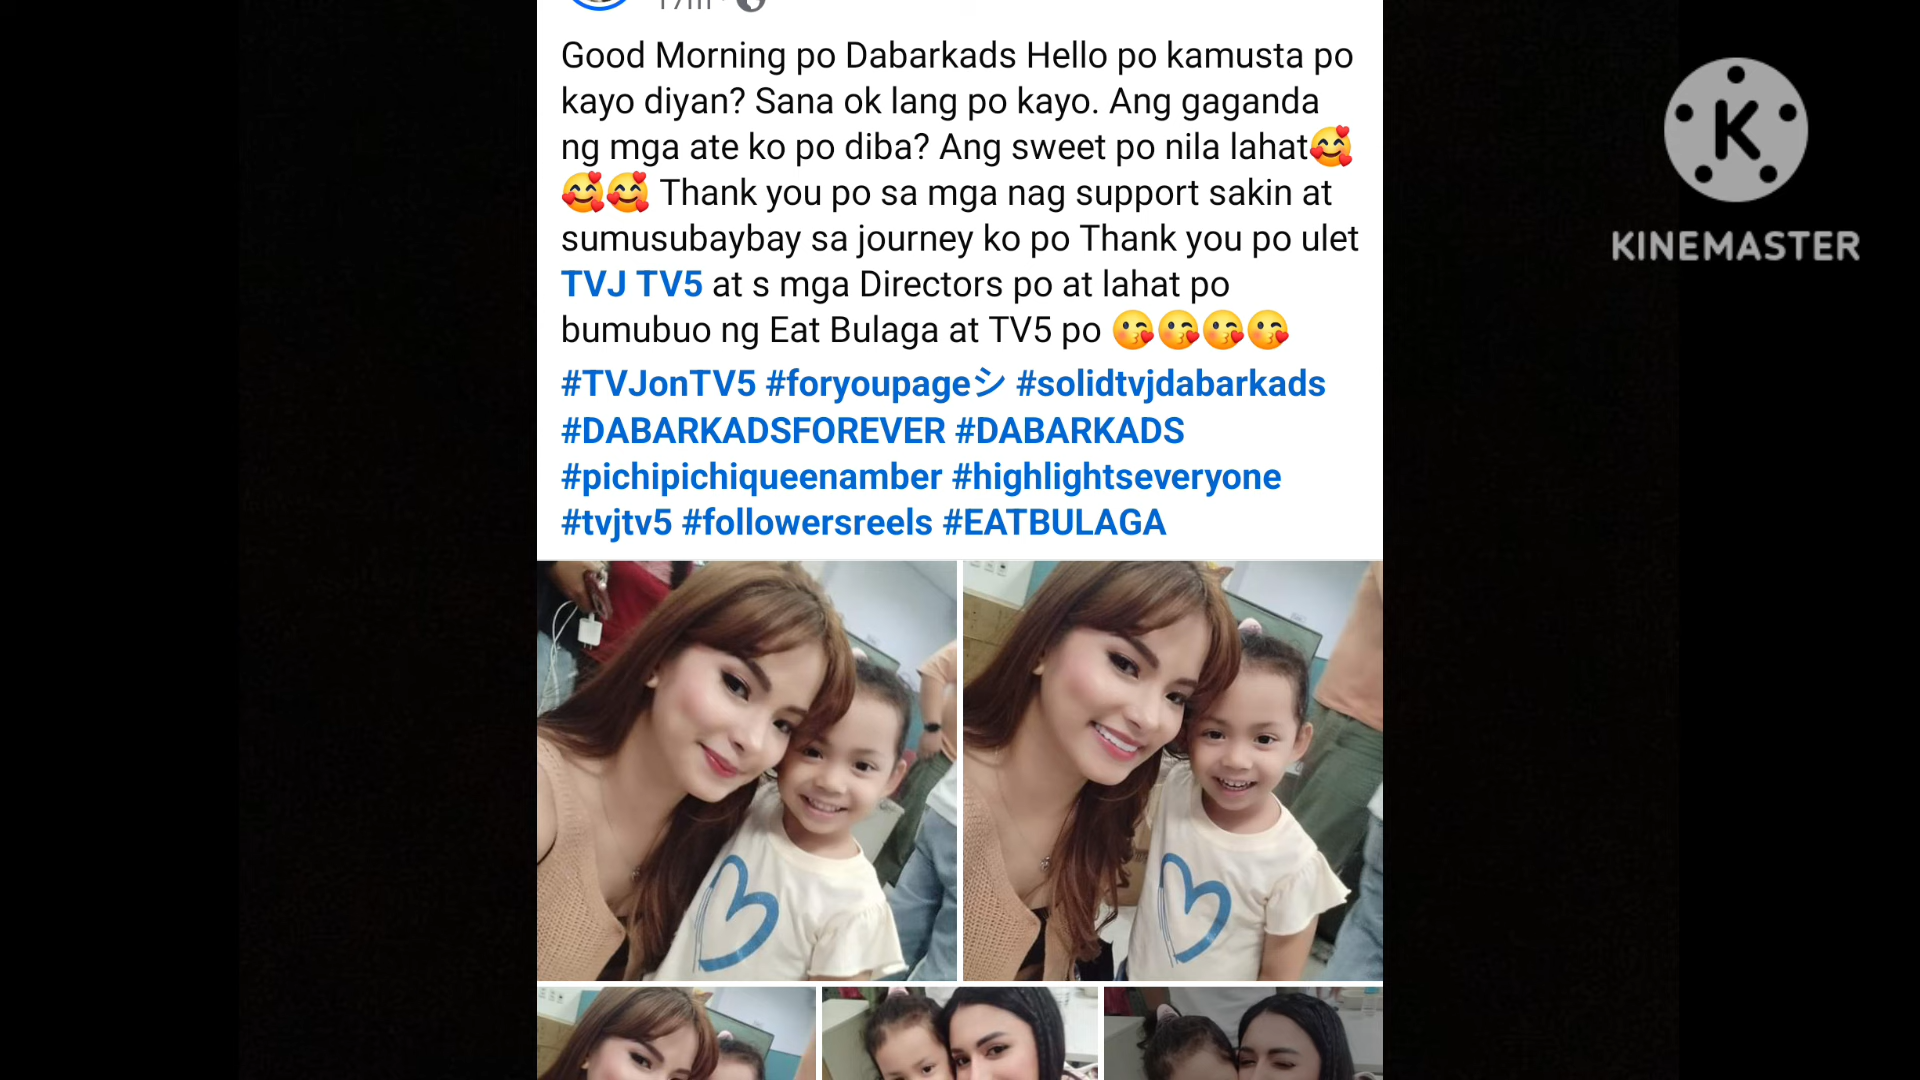 Good Morning po Dabarkads Hello po kamusta po
kayo diyan? Sana ok lang po kayo. Ang gaganda
ng mga ate ko po diba? Ang sweet po nila lahat🥰
🥰🥰 Thank you po sa mga nag support sakin at
sumusubaybay sa journey ko po Thank you po ulet
TVJ TV5 at s mga Directors po at lahat po
bumubuo ng Eat Bulaga at TV5 po 😘😘😘😘
#TVJonTV5 #foryoupageシ #solidtvjdabarkads
#DABARKADSFOREVER #DABARKADS
#pichipichiqueenamber #highlightseveryone
#tvjtv5 #followersreels #EATBULAGA
K
KINEMASTER